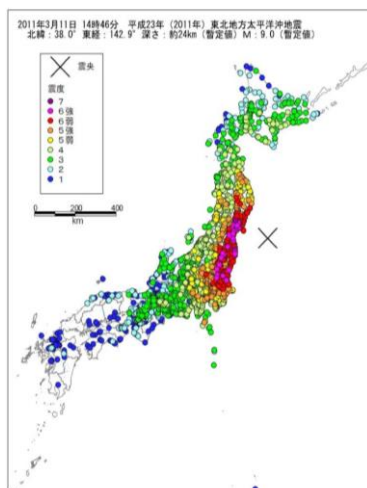 2011年3月11日 14時46分 平成23年（2011年）東北地方太平洋沖地震
北緯：38.0° 東経：142.9° 深さ：約24km（暫定値）M：9.0（暫定値）
震央
震度
7
6強
6弱
5強
5弱
4
3
2
1
0 200 400
km